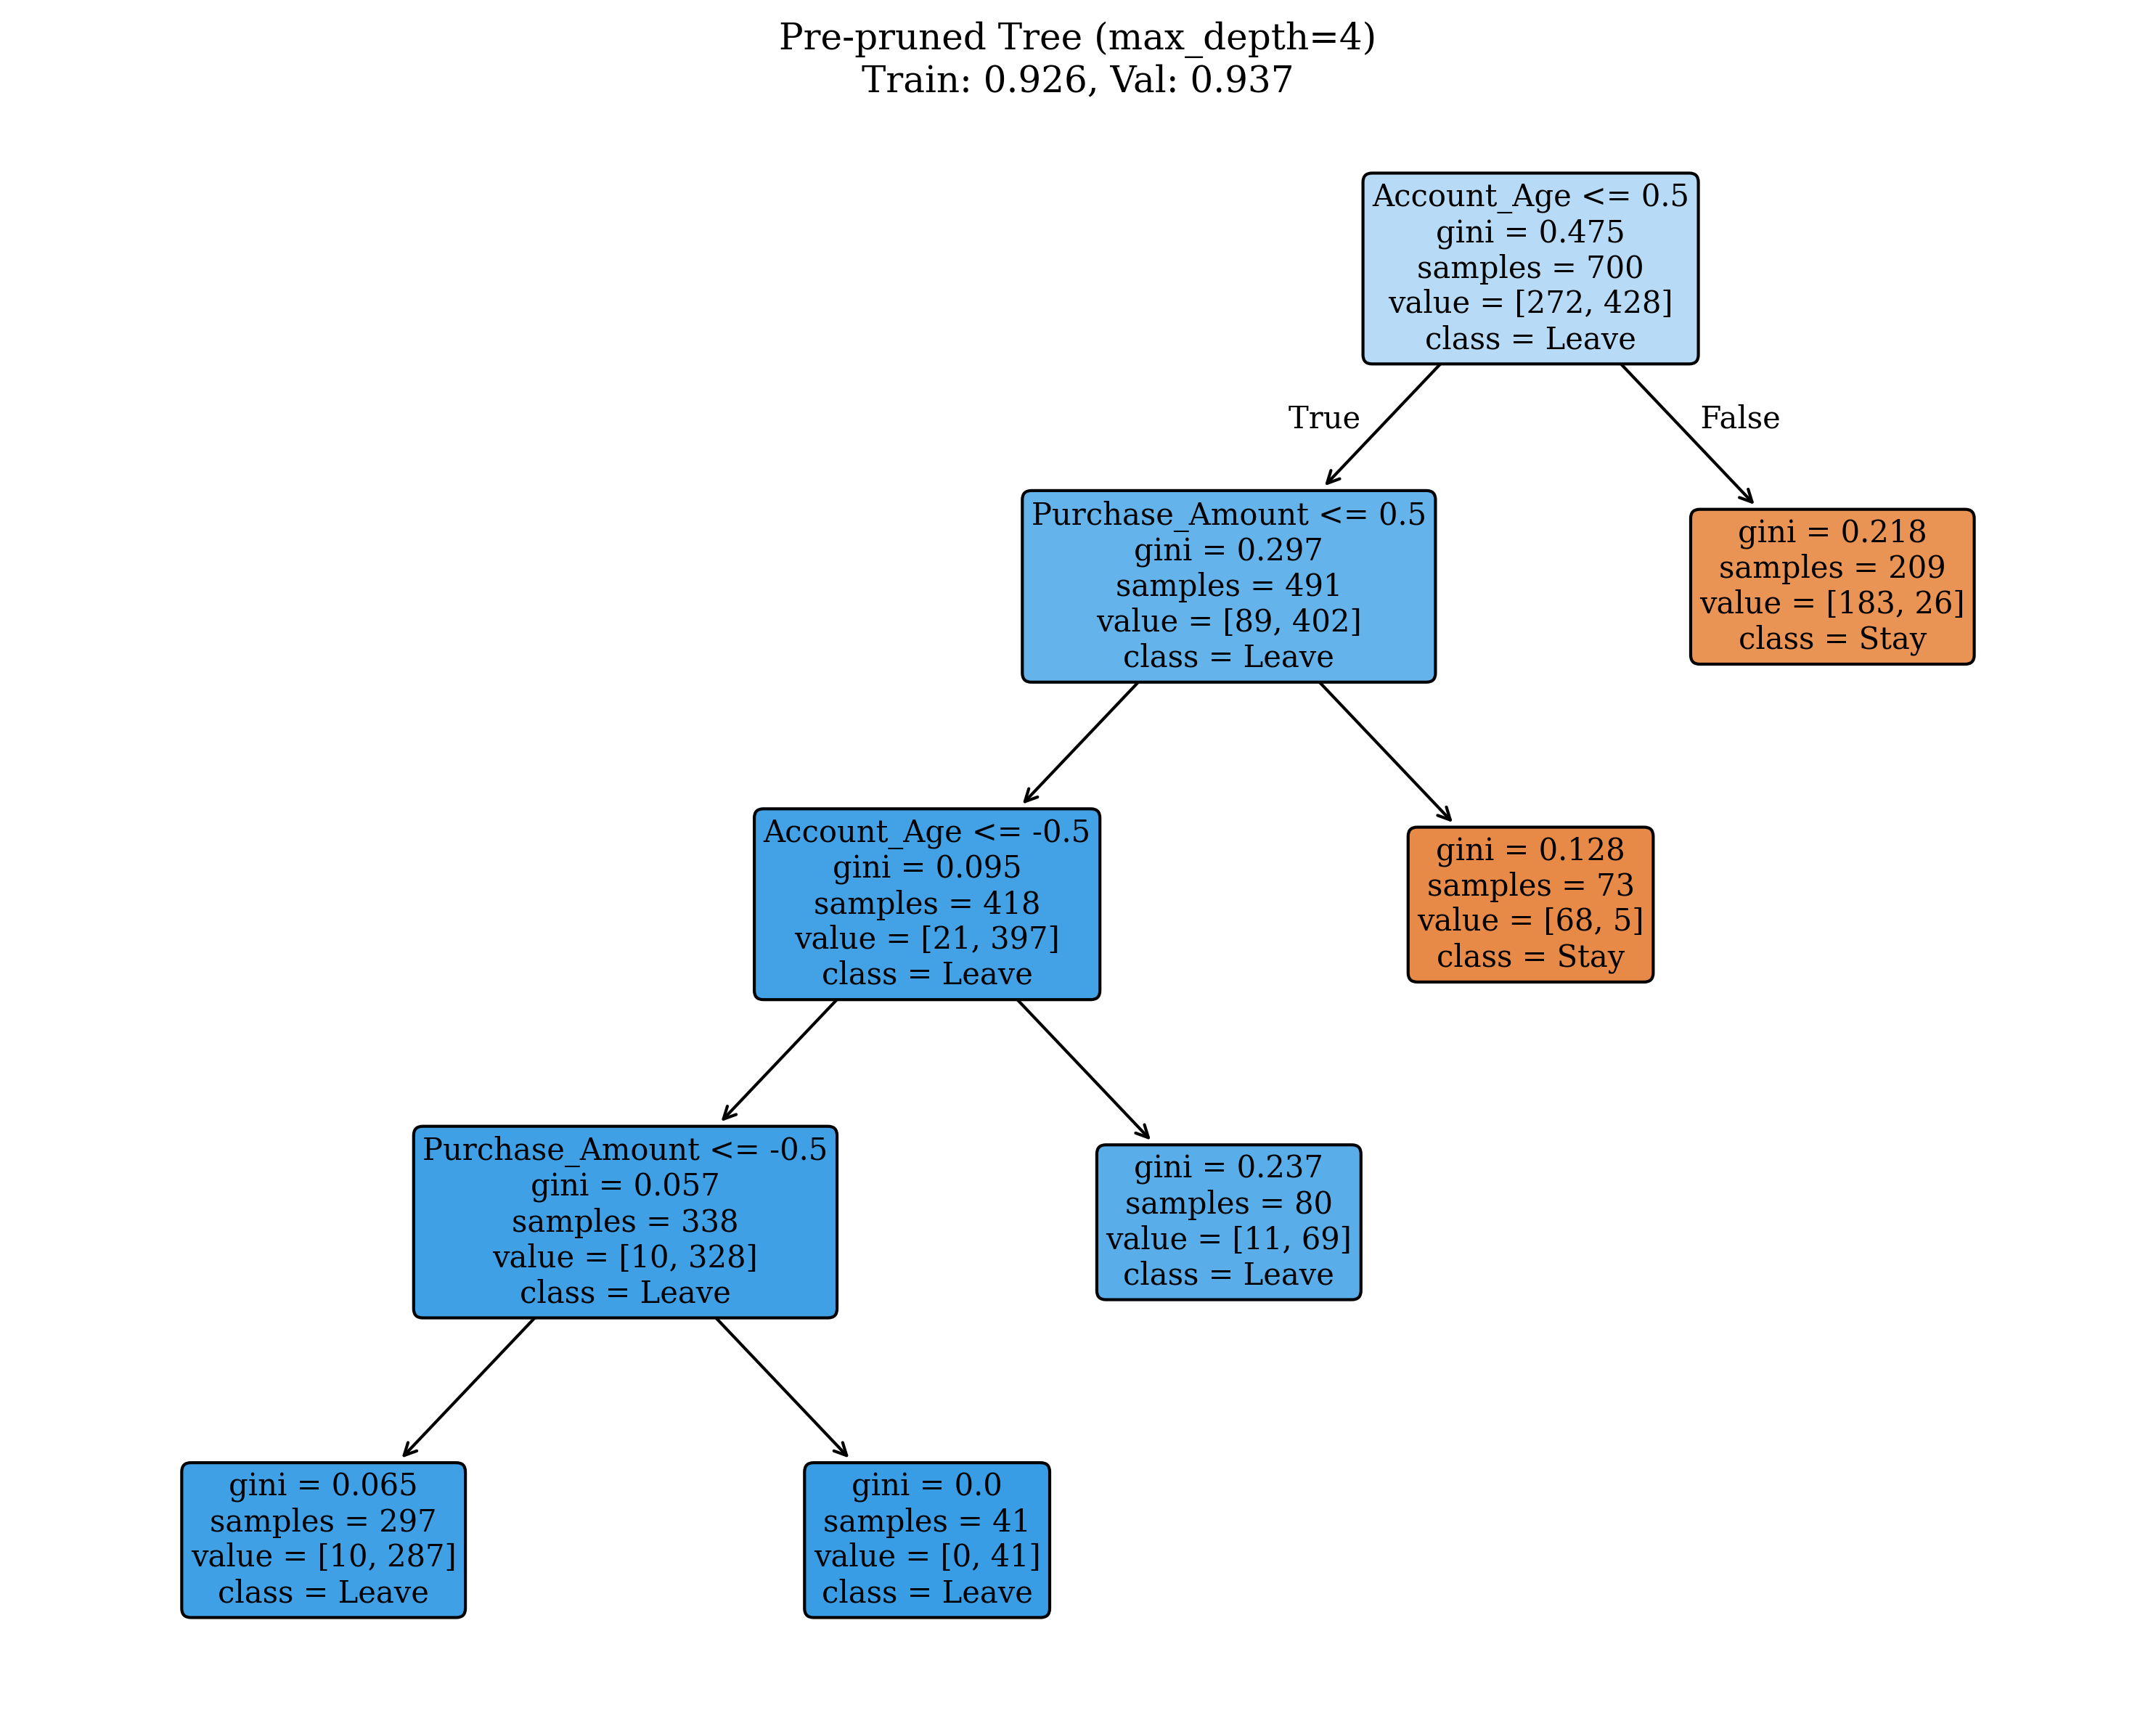 Pre-pruned Tree (max_depth=4)
Train: 0.926, Val: 0.937
Account_Age <= 0.5
gini = 0.475
samples = 700
value = [272, 428]
class = Leave
True
False
Purchase_Amount <= 0.5
gini = 0.297
samples = 491
value = [89, 402]
class = Leave
gini = 0.218
samples = 209
value = [183, 26]
class = Stay
Account_Age <= -0.5
gini = 0.095
samples = 418
value = [21, 397]
class = Leave
gini = 0.128
samples = 73
value = [68, 5]
class = Stay
Purchase_Amount <= -0.5
gini = 0.057
samples = 338
value = [10, 328]
class = Leave
gini = 0.237
samples = 80
value = [11, 69]
class = Leave
gini = 0.065
samples = 297
value = [10, 287]
class = Leave
gini = 0.0
samples = 41
value = [0, 41]
class = Leave